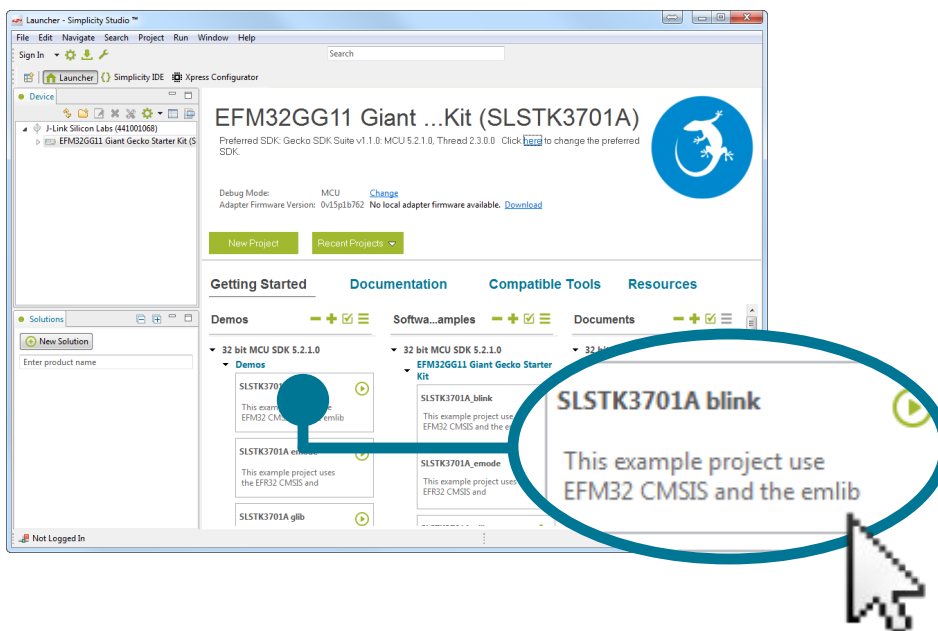 Launcher - Simplicity Studio ™
File Edit Navigate Search Project Run Window Help
Sign In
Search
Launcher Simplicity IDE Xpress Configurator
Device
J-Link Silicon Labs (441001068)
EFM32GG11 Giant Gecko Starter Kit (S
EFM32GG11 Giant ...Kit (SLSTK3701A)
Preferred SDK: Gecko SDK Suite v1.1.0: MCU 5.2.1.0, Thread 2.3.0.0 Click here to change the preferred
SDK.
Debug Mode: MCU Change
Adapter Firmware Version: 0v15p1b762 No local adapter firmware available. Download
New Project Recent Projects
Getting Started Documentation Compatible Tools Resources
Solutions
New Solution
Enter product name
Demos
32 bit MCU SDK 5.2.1.0
Demos
SLSTK3701
This exam
EFM32 CMSIS emlib
SLSTK3701A emode
This example project uses
the EFR32 CMSIS and
SLSTK3701A glib
Softwa...amples
32 bit MCU SDK 5.2.1.0
EFM32GG11 Giant Gecko Starter
Kit
SLSTK3701A_blink
This example project use
EFM32 CMSIS and the e
SLSTK3701A_emode
This example project uses
EFR32 CMSIS and
Documents
32 bit
SLSTK3701A blink
This example project use
EFM32 CMSIS and the emlib
Not Logged In